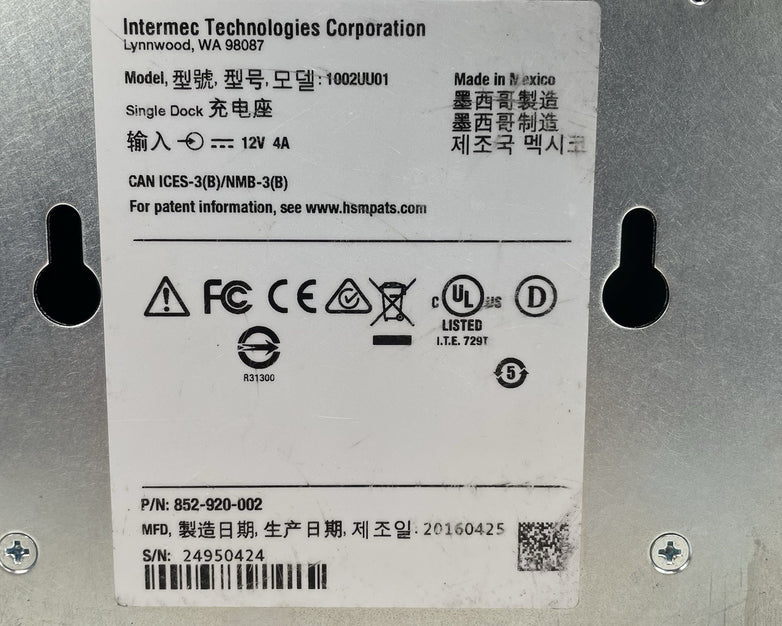 Intermec Technologies Corporation
Lynnwood, WA 98087
Model, 型號, 型号, 모델: 1002UU01
Made in Mexico
Single Dock 充电座
墨西哥製造
墨西哥制造
输入 12V 4A
제조국 멕시코
CAN ICES-3(B)/NMB-3(B)
For patent information, see www.hsmpats.com
FC CE c UL US D
LISTED
I.T.E. 729T
R31300
5
P/N: 852-920-002
MFD, 製造日期, 生产日期, 제조일: 20160425
S/N: 24950424